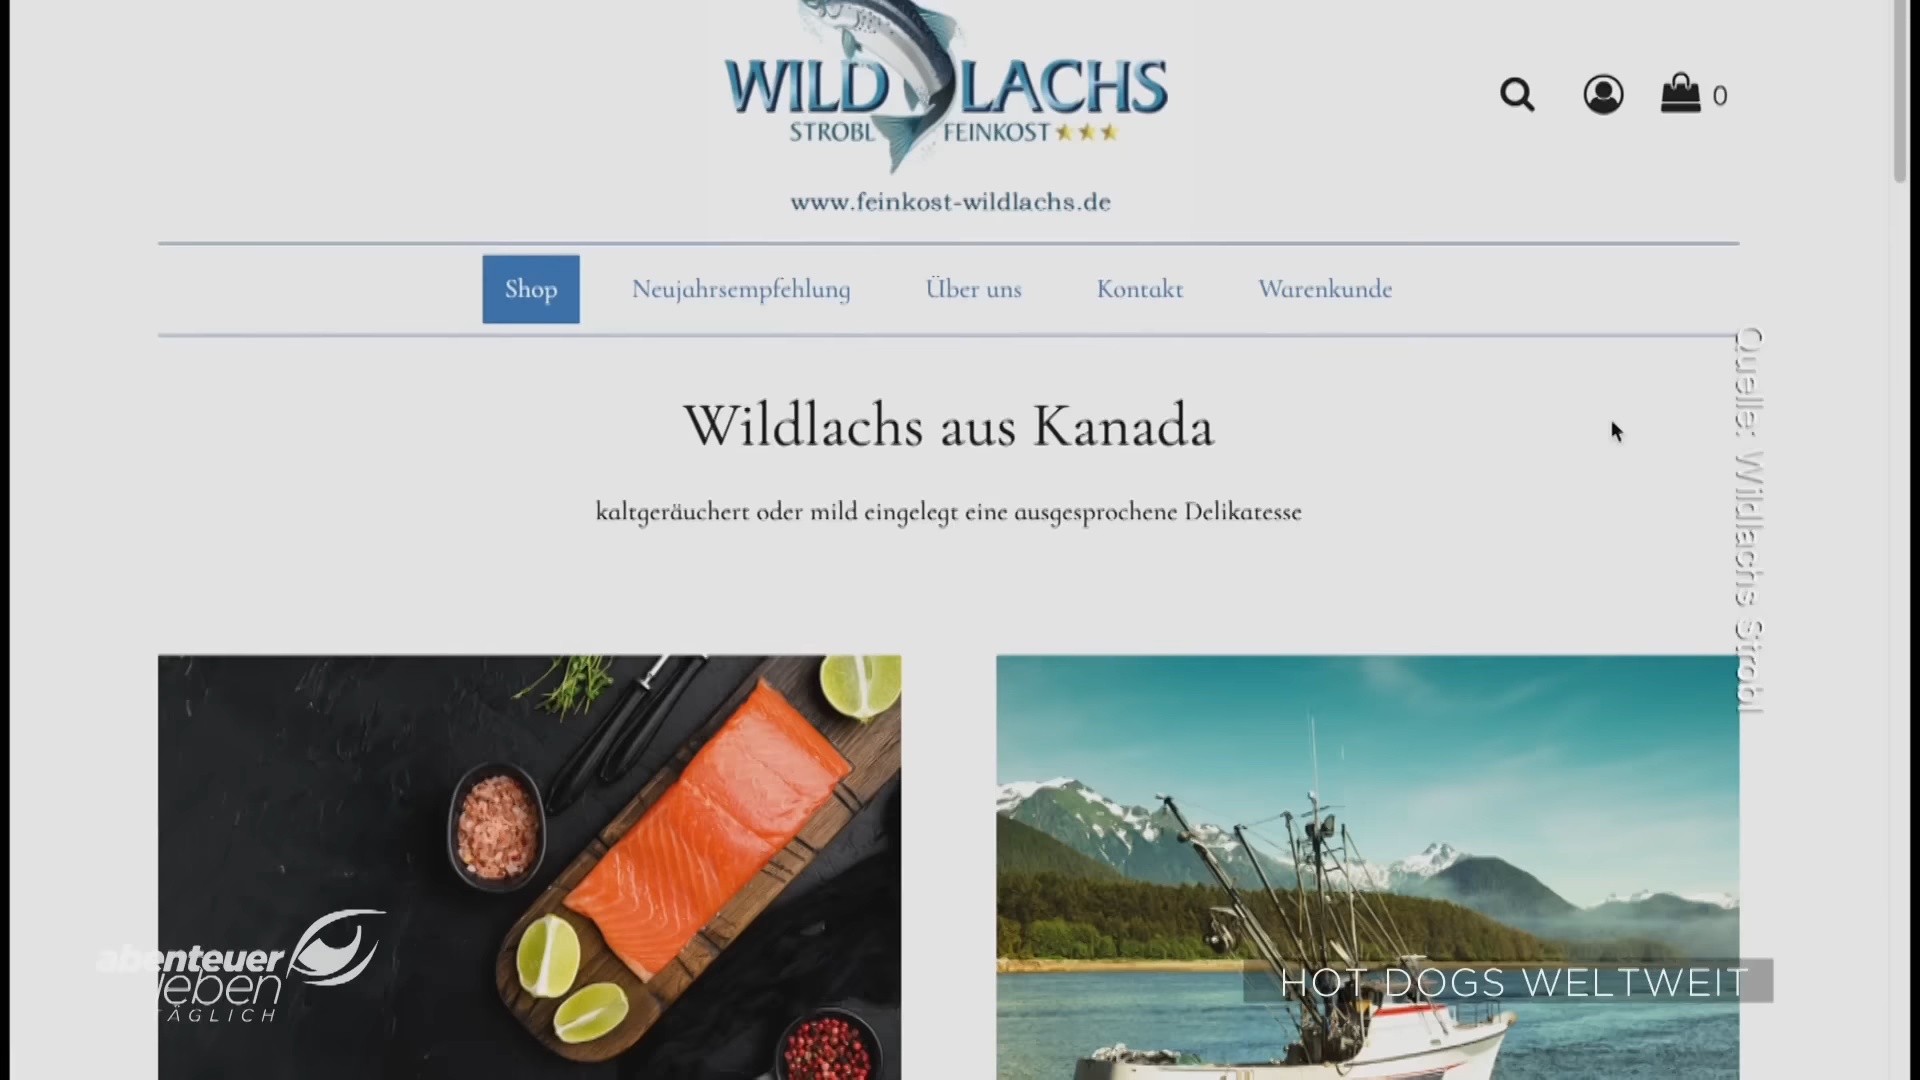 WILD LACHS
STROBL FEINKOST
www.feinkost-wildlachs.de
0
Shop
Neujahrsempfehlung
Über uns
Kontakt
Warenkunde
Wildlachs aus Kanada
kaltgeräuchert oder mild eingelegt eine ausgesprochene Delikatesse
Quelle: Wildlachs Strobl
abenteuer
leben
TÄGLICH
HOT DOGS WELTWEIT